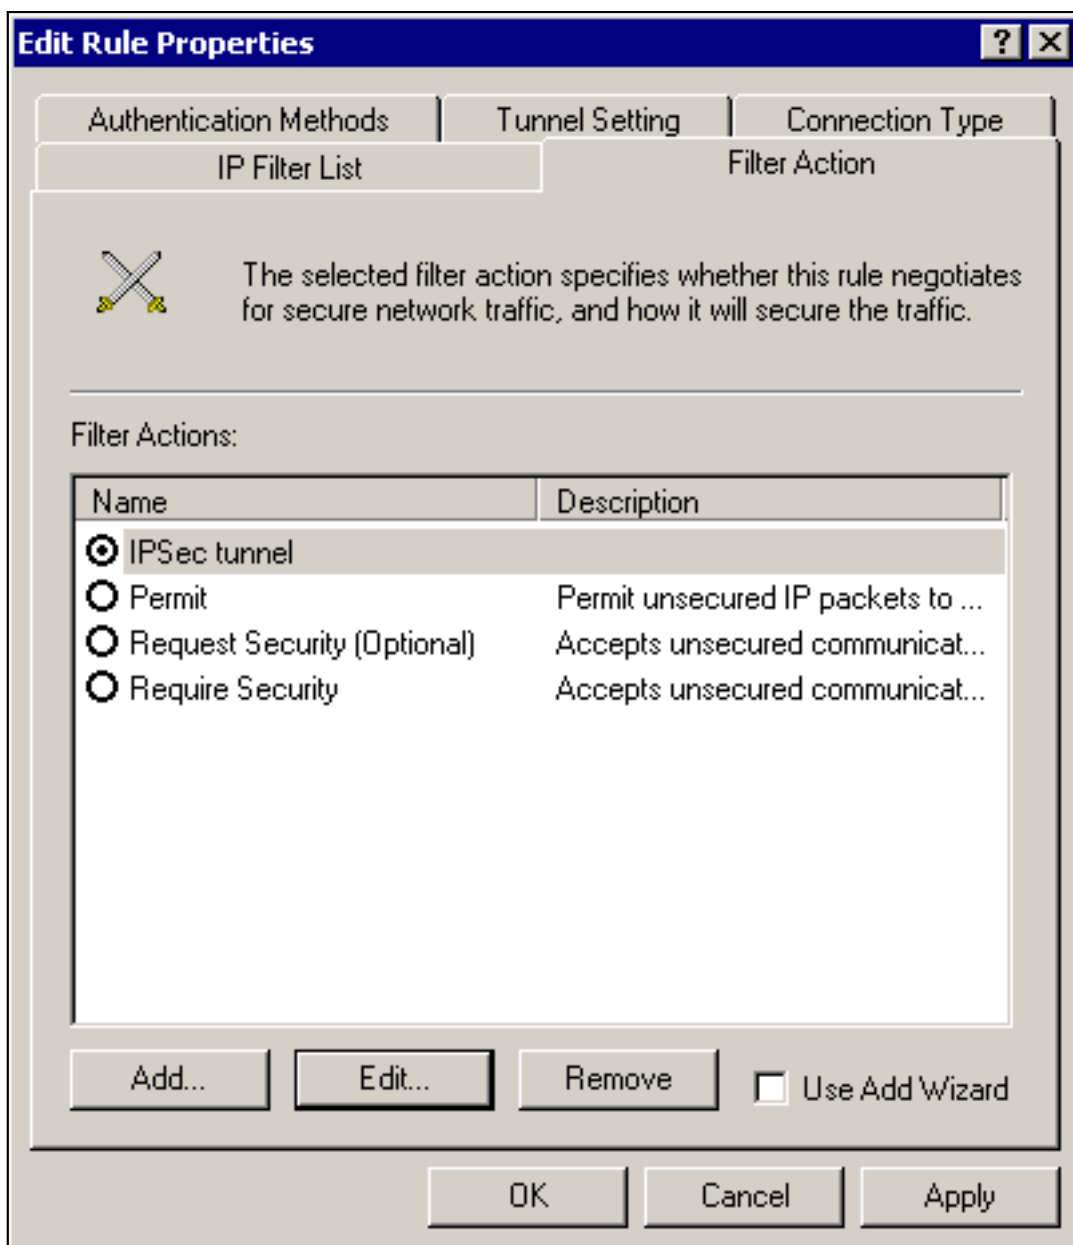 Edit Rule Properties
Authentication Methods
Tunnel Setting
Connection Type
IP Filter List
Filter Action
The selected filter action specifies whether this rule negotiates
for secure network traffic, and how it will secure the traffic.
Filter Actions:
Name Description
IPSec tunnel
Permit Permit unsecured IP packets to ...
Request Security (Optional) Accepts unsecured communicat...
Require Security Accepts unsecured communicat...
Add... Edit... Remove Use Add Wizard
OK Cancel Apply